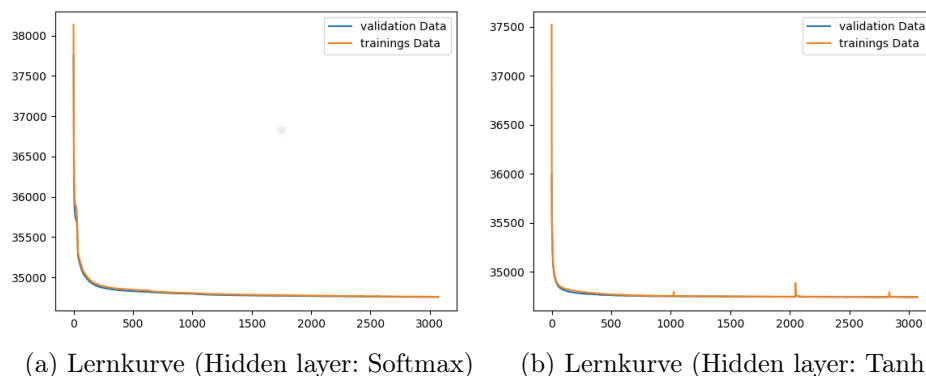 validation Data
trainings Data
38000
37500
37000
36500
36000
35500
35000
0 500 1000 1500 2000 2500 3000
(a) Lernkurve (Hidden layer: Softmax)
validation Data
trainings Data
37500
37000
36500
36000
35500
35000
0 500 1000 1500 2000 2500 3000
(b) Lernkurve (Hidden layer: Tanh